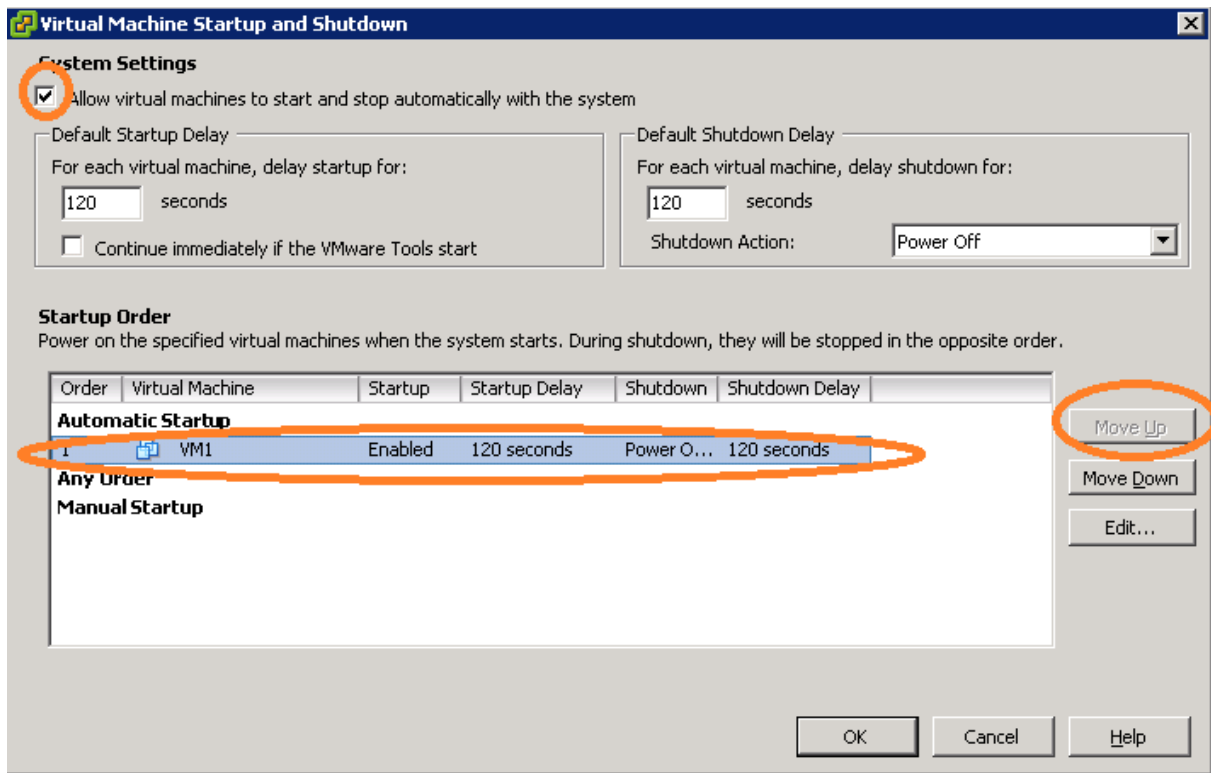 Virtual Machine Startup and Shutdown
System Settings
Allow virtual machines to start and stop automatically with the system
Default Startup Delay
For each virtual machine, delay startup for:
120 seconds
Continue immediately if the VMware Tools start
Default Shutdown Delay
For each virtual machine, delay shutdown for:
120 seconds
Shutdown Action: Power Off
Startup Order
Power on the specified virtual machines when the system starts. During shutdown, they will be stopped in the opposite order.
Order Virtual Machine Startup Startup Delay Shutdown Shutdown Delay
Automatic Startup
1 VM1 Enabled 120 seconds Power O... 120 seconds
Any Order
Manual Startup
Move Up
Move Down
Edit...
OK Cancel Help